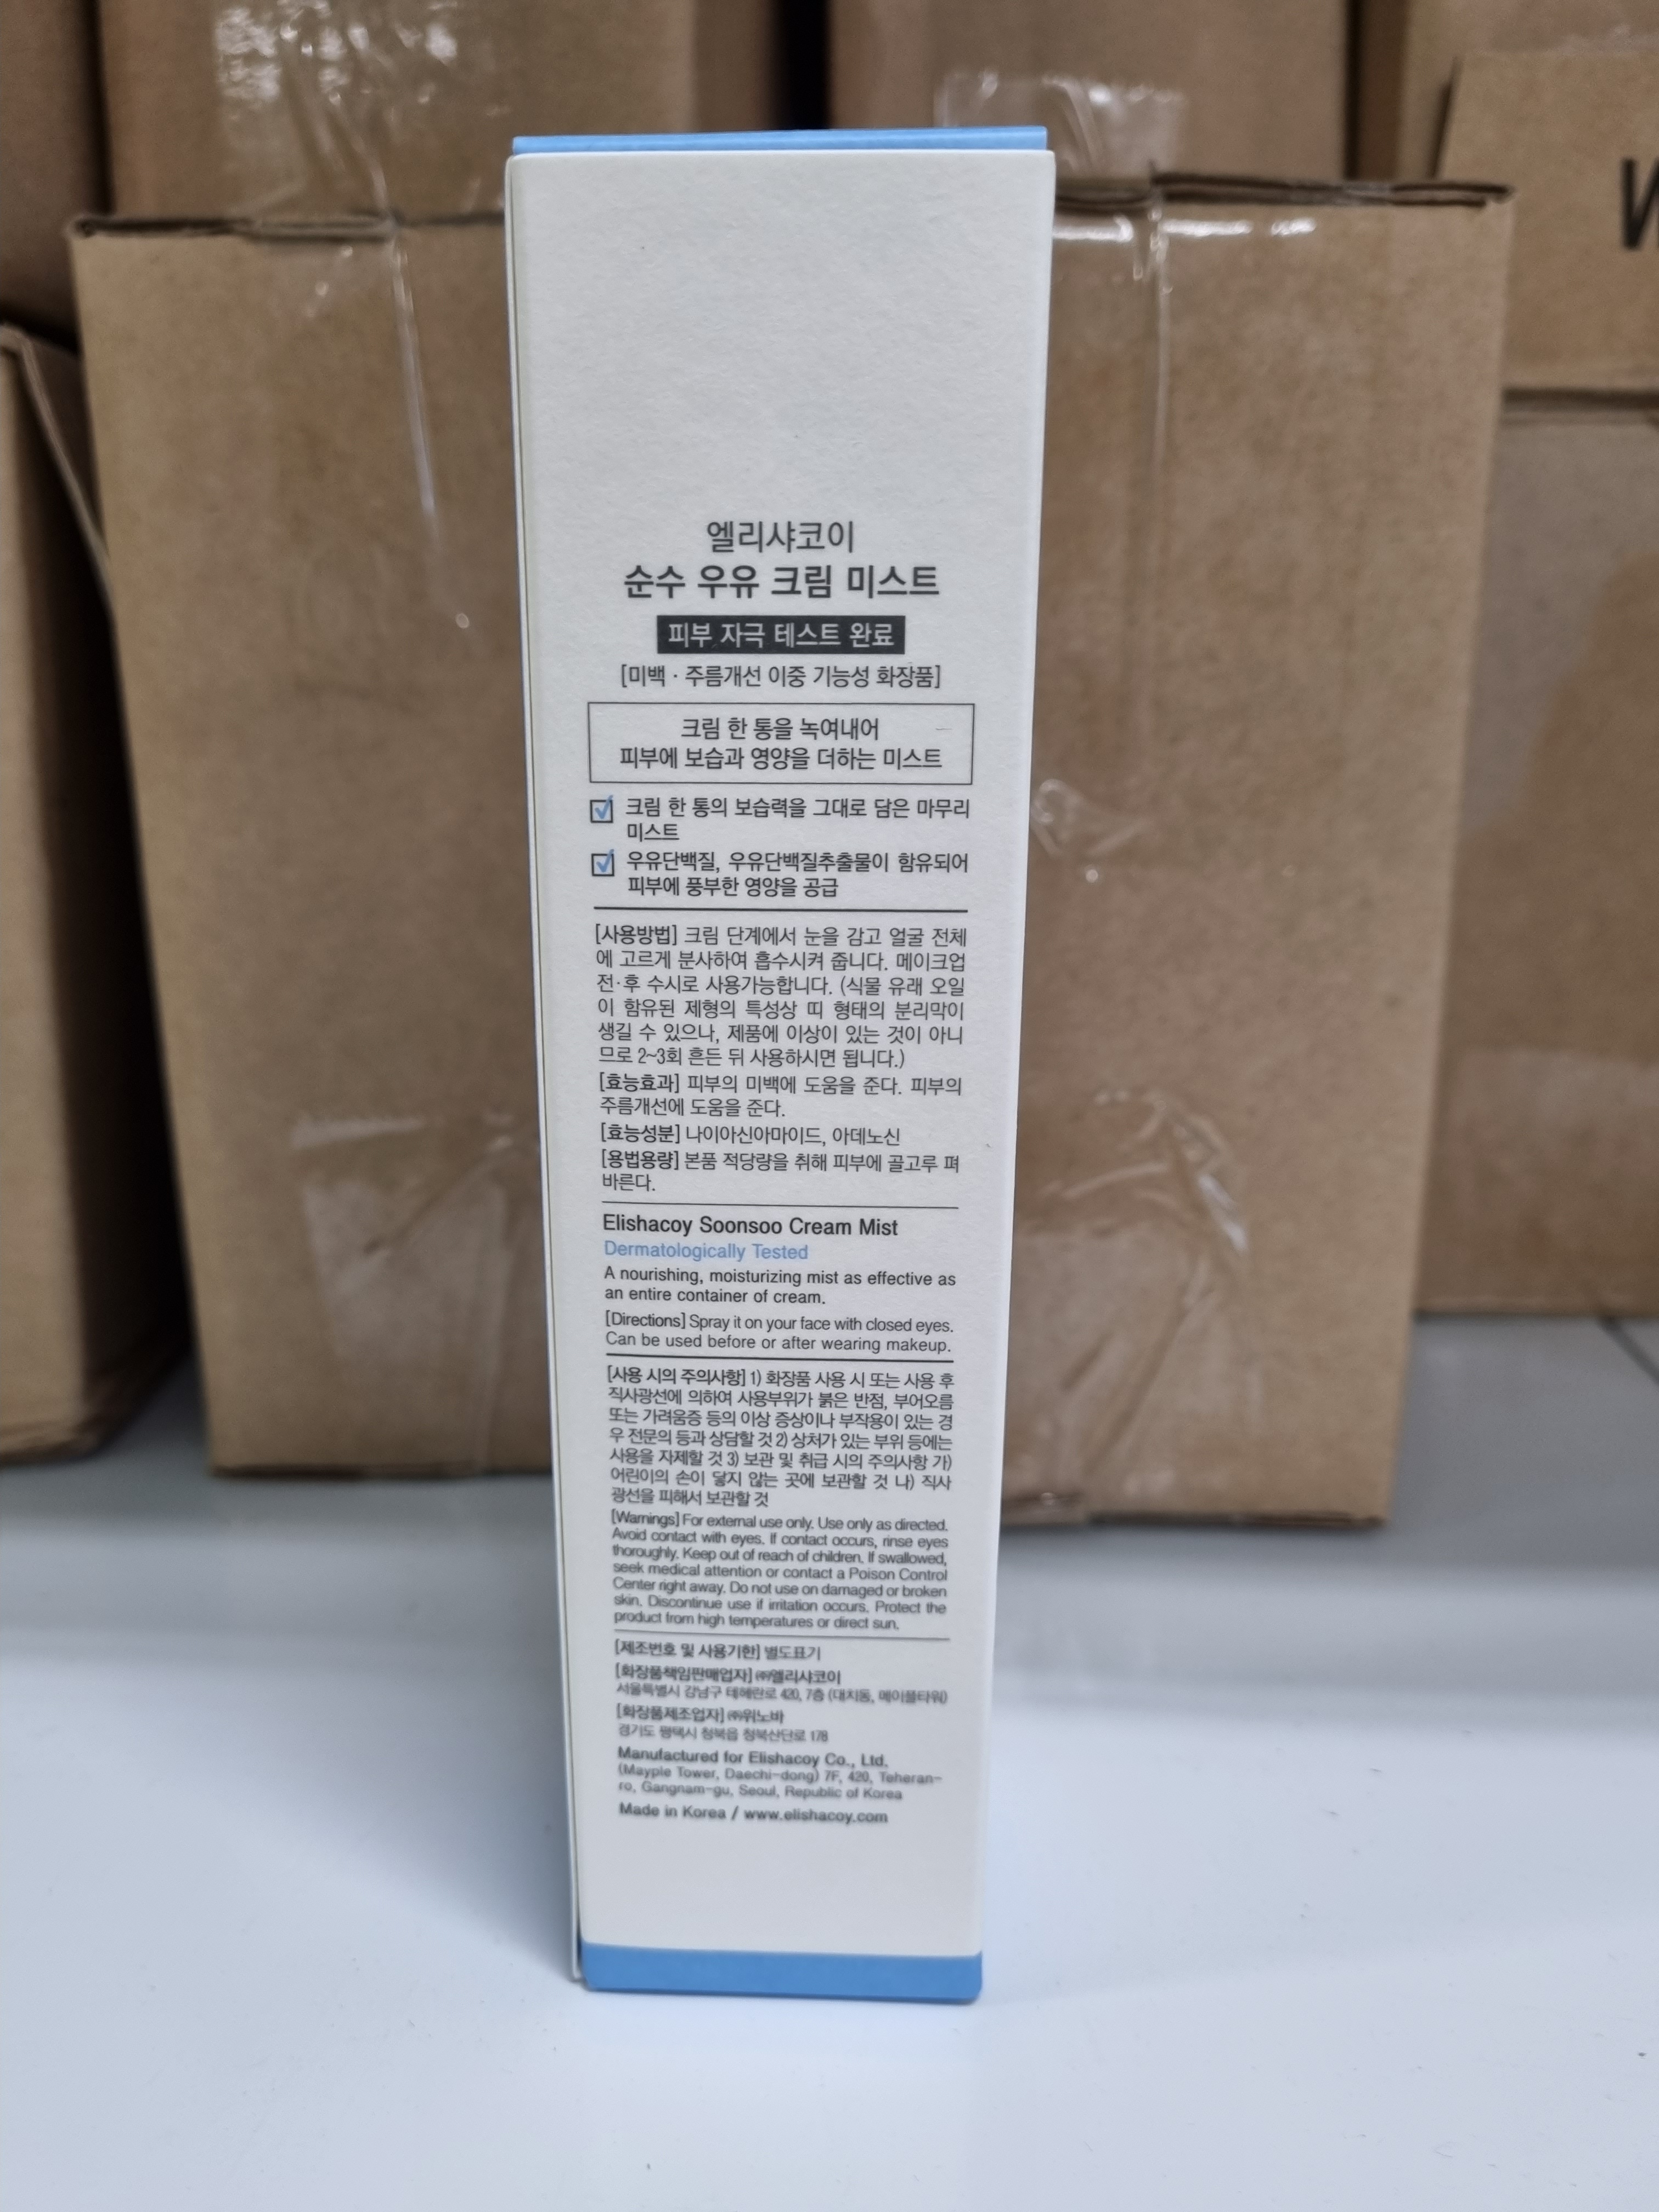 엘리샤코이
순수 우유 크림 미스트
피부 자극 테스트 완료
[미백 · 주름개선 이중 기능성 화장품]
크림 한 통을 녹여내어
피부에 보습과 영양을 더하는 미스트
크림 한 통의 보습력을 그대로 담은 마무리
미스트
우유단백질, 우유단백질추출물이 함유되어
피부에 풍부한 영양을 공급
[사용방법] 크림 단계에서 눈을 감고 얼굴 전체
에 고르게 분사하여 흡수시켜 줍니다. 메이크업
전·후 수시로 사용가능합니다. (식물 유래 오일
이 함유된 제형의 특성상 띠 형태의 분리막이
생길 수 있으나, 제품에 이상이 있는 것이 아니
므로 2~3회 흔든 뒤 사용하시면 됩니다.)
[효능효과] 피부의 미백에 도움을 준다. 피부의
주름개선에 도움을 준다.
[효능성분] 나이아신아마이드, 아데노신
[용법용량] 본품 적당량을 취해 피부에 골고루 펴
바른다.
Elishacoy Soonsoo Cream Mist
Dermatologically Tested
A nourishing, moisturizing mist as effective as
an entire container of cream.
[Directions] Spray it on your face with closed eyes.
Can be used before or after wearing makeup.
[사용 시의 주의사항] 1) 화장품 사용 시 또는 사용 후
직사광선에 의하여 사용부위가 붉은 반점, 부어오름
또는 가려움증 등의 이상 증상이나 부작용이 있는 경
우 전문의 등과 상담할 것 2) 상처가 있는 부위 등에는
사용을 자제할 것 3) 보관 및 취급 시의 주의사항 가)
어린이의 손이 닿지 않는 곳에 보관할 것 나) 직사
광선을 피해서 보관할 것
[Warnings] For external use only. Use only as directed.
Avoid contact with eyes. If contact occurs, rinse eyes
thoroughly. Keep out of reach of children. If swallowed,
seek medical attention or contact a Poison Control
Center right away. Do not use on damaged or broken
skin. Discontinue use if irritation occurs. Protect the
product from high temperatures or direct sun.
[제조번호 및 사용기한] 별도표기
[화장품책임판매업자] ㈜엘리샤코이
서울특별시 강남구 테헤란로 420, 7층 (대치동, 메이플타워)
[화장품제조업자] ㈜위노바
경기도 평택시 청북읍 청북산단로 178
Manufactured for Elishacoy Co., Ltd.
(Mayple Tower, Daechi-dong) 7F, 420, Teheran-
ro, Gangnam-gu, Seoul, Republic of Korea
Made in Korea / www.elishacoy.com